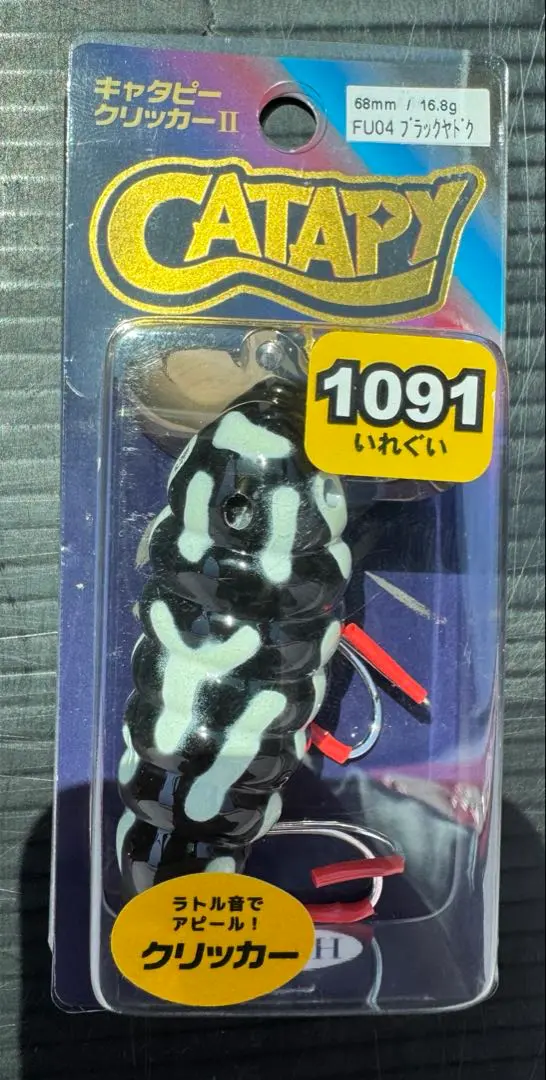 キャタピー
クリッカーII
68mm / 16.8g
FU04 ブラックヤドク
CATAPY
1091
いれぐい
ラトル音で
アピール！
クリッカー
H